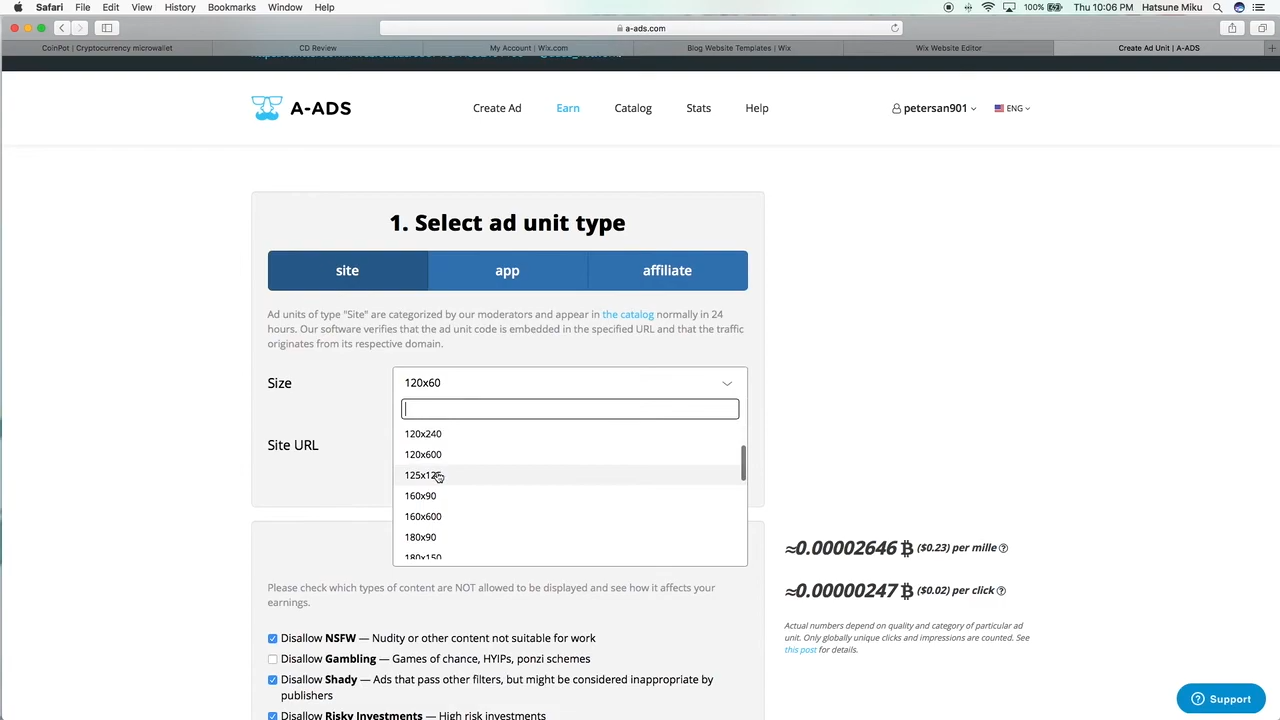 Safari File Edit View History Bookmarks Window Help 100% Thu 10:06 PM Hatsune Miku
a-ads.com
CoinPot | Cryptocurrency microwallet CD Review My Account | Wix.com Blog Website Templates | Wix Wix Website Editor Create Ad Unit | A-ADS
A-ADS Create Ad Earn Catalog Stats Help petersan901 ENG
1. Select ad unit type
site app affiliate
Ad units of type "Site" are categorized by our moderators and appear in the catalog normally in 24
hours. Our software verifies that the ad unit code is embedded in the specified URL and that the traffic
originates from its respective domain.
Size 120x60
120x240
Site URL
120x600
125x125
160x90
160x600
180x90
180x150
≈0.00002646 ₿ ($0.23) per mille
≈0.00000247 ₿ ($0.02) per click
Actual numbers depend on quality and category of particular ad
unit. Only globally unique clicks and impressions are counted. See
this post for details.
Please check which types of content are NOT allowed to be displayed and see how it affects your
earnings.
Disallow NSFW — Nudity or other content not suitable for work
Disallow Gambling — Games of chance, HYIPs, ponzi schemes
Disallow Shady — Ads that pass other filters, but might be considered inappropriate by
publishers
Disallow Risky Investments — High risk investments
Support